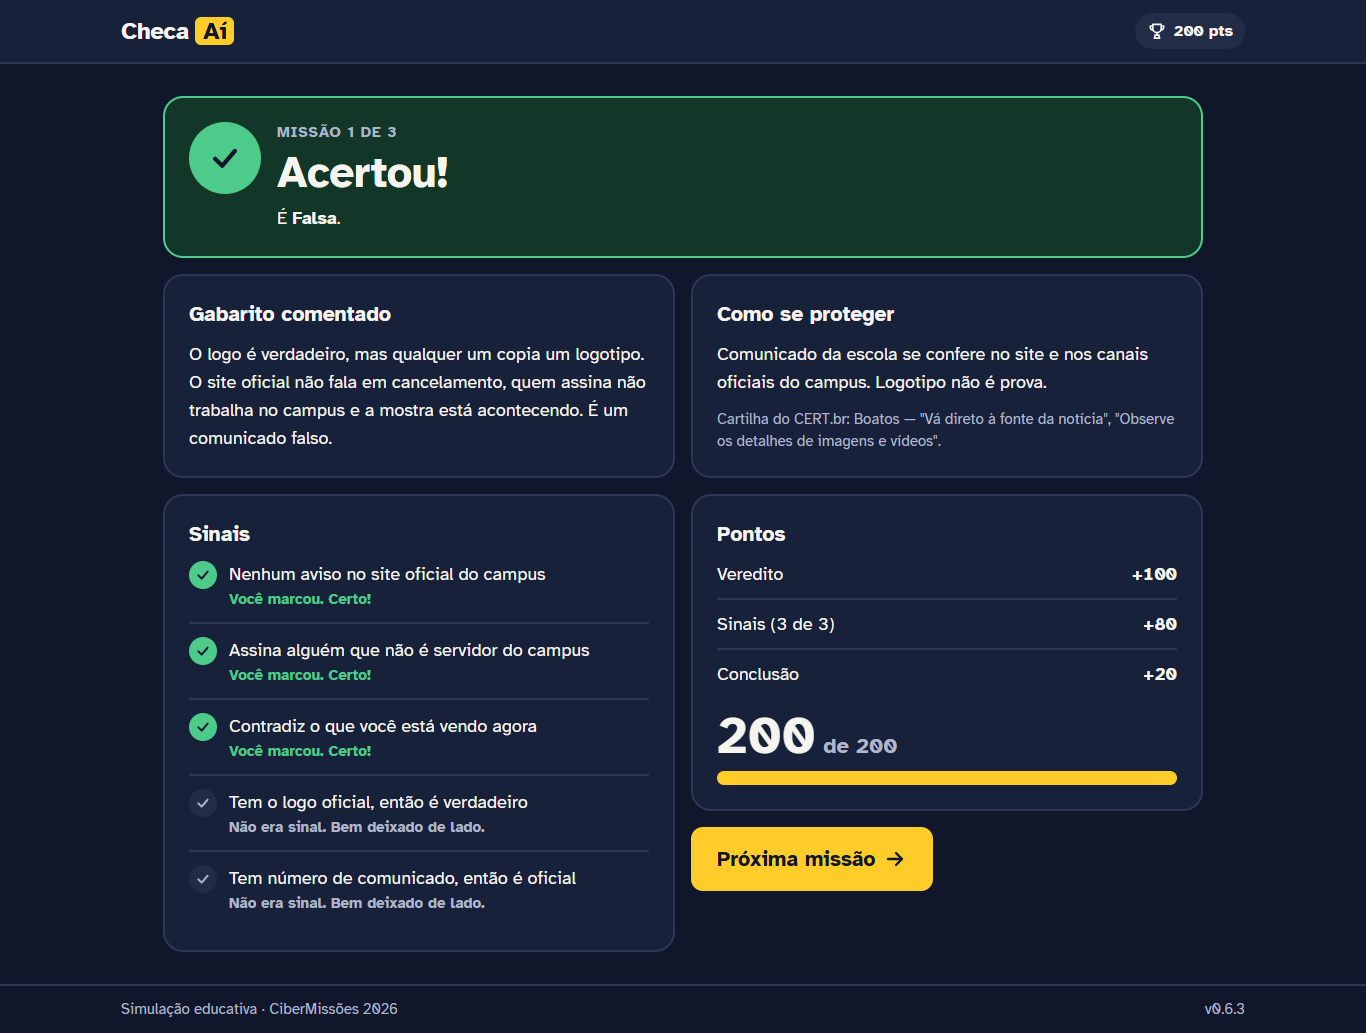 Checa Aí
200 pts
MISSÃO 1 DE 3
Acertou!
É Falsa.
Gabarito comentado
O logo é verdadeiro, mas qualquer um copia um logotipo.
O site oficial não fala em cancelamento, quem assina não
trabalha no campus e a mostra está acontecendo. É um
comunicado falso.
Como se proteger
Comunicado da escola se confere no site e nos canais
oficiais do campus. Logotipo não é prova.
Cartilha do CERT.br: Boatos — "Vá direto à fonte da notícia", "Observe
os detalhes de imagens e vídeos".
Sinais
Nenhum aviso no site oficial do campus
Você marcou. Certo!
Assina alguém que não é servidor do campus
Você marcou. Certo!
Contradiz o que você está vendo agora
Você marcou. Certo!
Tem o logo oficial, então é verdadeiro
Não era sinal. Bem deixado de lado.
Tem número de comunicado, então é oficial
Não era sinal. Bem deixado de lado.
Pontos
Veredito +100
Sinais (3 de 3) +80
Conclusão +20
200 de 200
Próxima missão →
Simulação educativa · CiberMissões 2026
v0.6.3